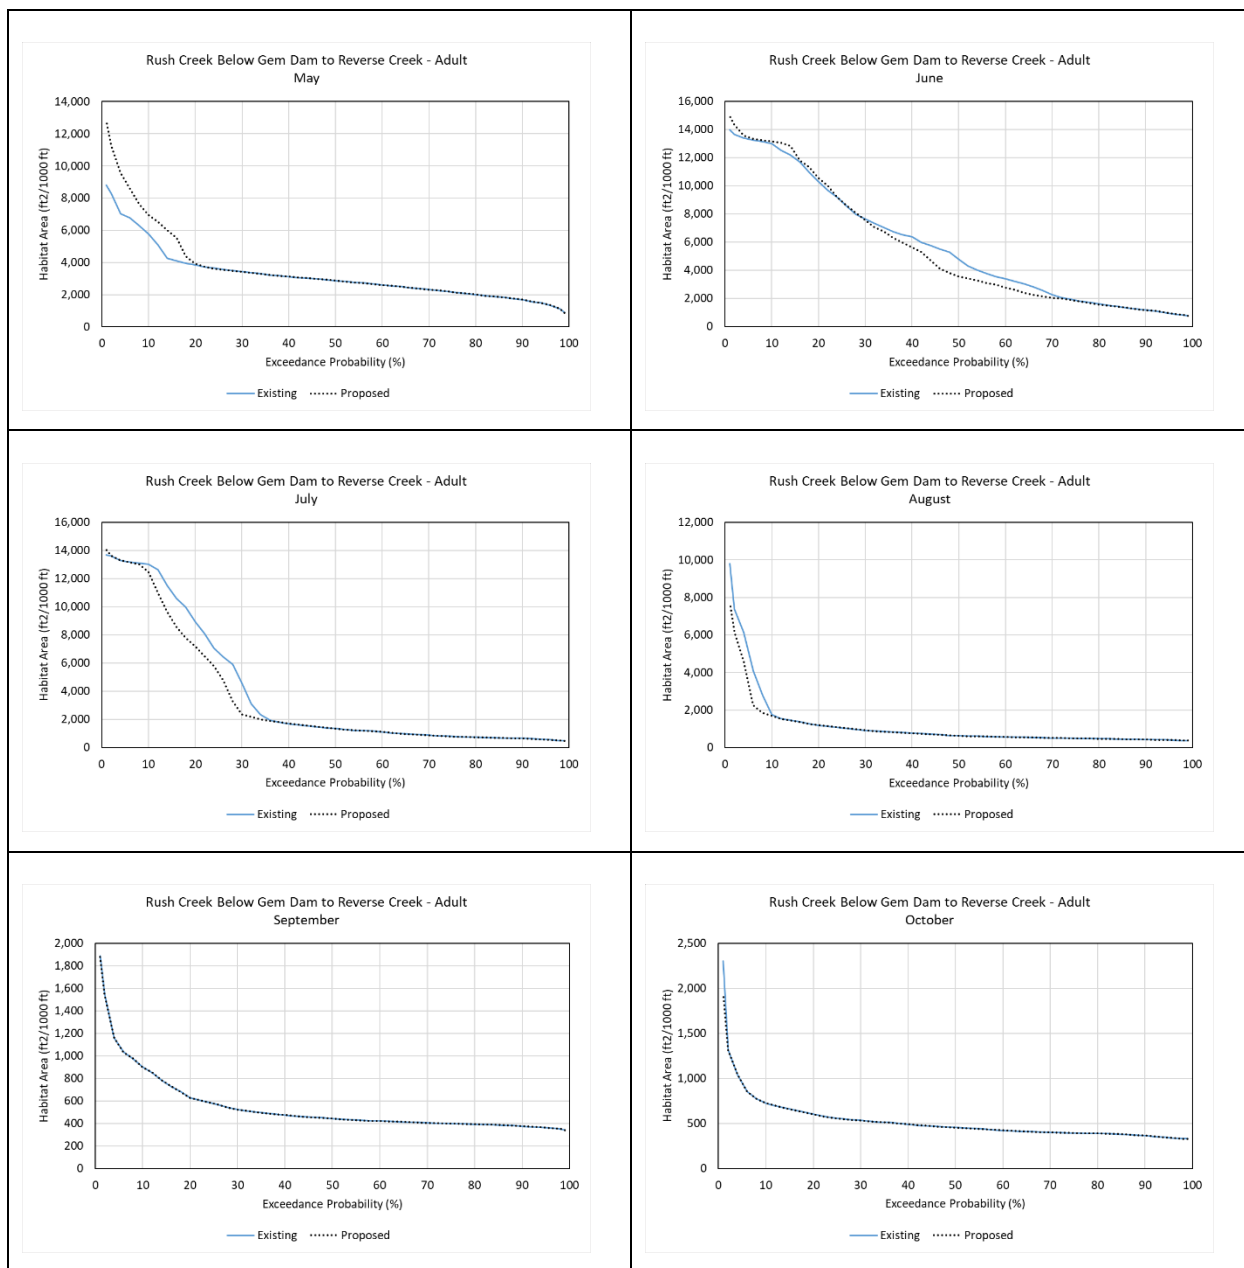 Rush Creek Below Gem Dam to Reverse Creek - Adult
May
14,000
12,000
10,000
8,000
6,000
4,000
2,000
0
Habitat Area (ft2/1000 ft)
0 10 20 30 40 50 60 70 80 90 100
Exceedance Probability (%)
Existing Proposed
Rush Creek Below Gem Dam to Reverse Creek - Adult
June
16,000
14,000
12,000
10,000
8,000
6,000
4,000
2,000
0
Habitat Area (ft2/1000 ft)
0 10 20 30 40 50 60 70 80 90 100
Exceedance Probability (%)
Existing Proposed
Rush Creek Below Gem Dam to Reverse Creek - Adult
July
16,000
14,000
12,000
10,000
8,000
6,000
4,000
2,000
0
Habitat Area (ft2/1000 ft)
0 10 20 30 40 50 60 70 80 90 100
Exceedance Probability (%)
Existing Proposed
Rush Creek Below Gem Dam to Reverse Creek - Adult
August
12,000
10,000
8,000
6,000
4,000
2,000
0
Habitat Area (ft2/1000 ft)
0 10 20 30 40 50 60 70 80 90 100
Exceedance Probability (%)
Existing Proposed
Rush Creek Below Gem Dam to Reverse Creek - Adult
September
2,000
1,800
1,600
1,400
1,200
1,000
800
600
400
200
0
Habitat Area (ft2/1000 ft)
0 10 20 30 40 50 60 70 80 90 100
Exceedance Probability (%)
Existing Proposed
Rush Creek Below Gem Dam to Reverse Creek - Adult
October
2,500
2,000
1,500
1,000
500
0
Habitat Area (ft2/1000 ft)
0 10 20 30 40 50 60 70 80 90 100
Exceedance Probability (%)
Existing Proposed